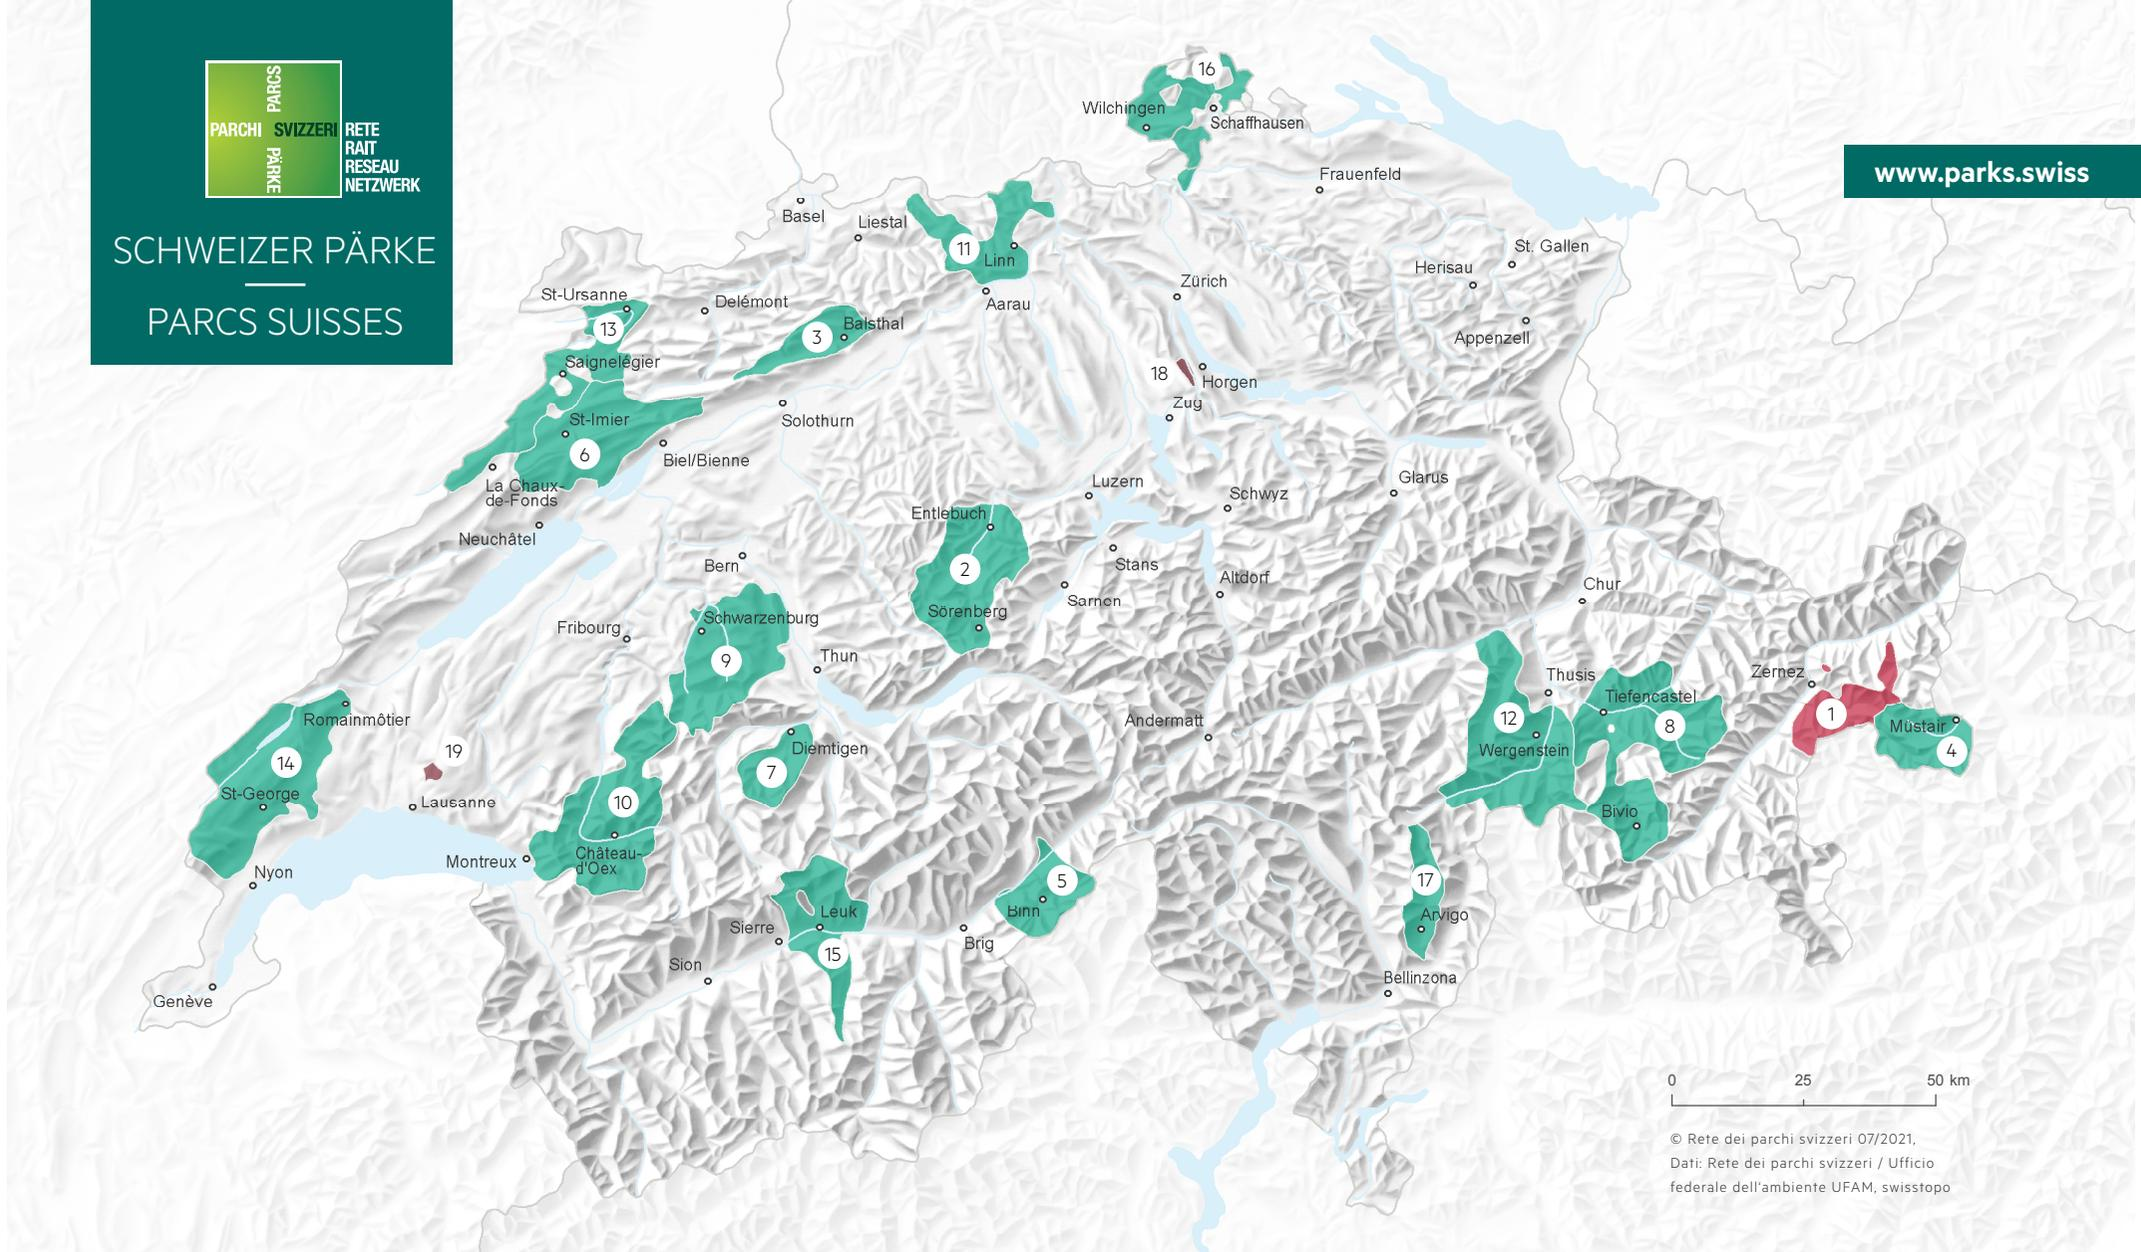 PARCS
PARCHI SVIZZERI
PÄRKE
RETE
RAIT
RESEAU
NETZWERK
SCHWEIZER PÄRKE
PARCS SUISSES
www.parks.swiss
16
Wilchingen
Schaffhausen
Frauenfeld
Basel
Liestal
11
Linn
Aarau
St. Gallen
Herisau
Appenzell
Zürich
St-Ursanne
13
Delémont
3
Balsthal
Saignelégier
18
Horgen
Zug
St-Imier
6
Solothurn
Biel/Bienne
La Chaux-
de-Fonds
Neuchâtel
Luzern
Schwyz
Glarus
Entlebuch
2
Sörenberg
Stans
Sarnen
Altdorf
Bern
Chur
Schwarzenburg
9
Fribourg
Thun
Zernez
1
Müstair
4
Thusis
Tiefencastel
8
12
Wergenstein
Bivio
Andermatt
Romainmôtier
14
St-George
19
Lausanne
Diemtigen
7
10
Château-
d'Oex
Montreux
Nyon
Genève
5
Binn
Brig
Leuk
15
Sierre
Sion
17
Arvigo
Bellinzona
0 25 50 km
© Rete dei parchi svizzeri 07/2021,
Dati: Rete dei parchi svizzeri / Ufficio
federale dell'ambiente UFAM, swisstopo